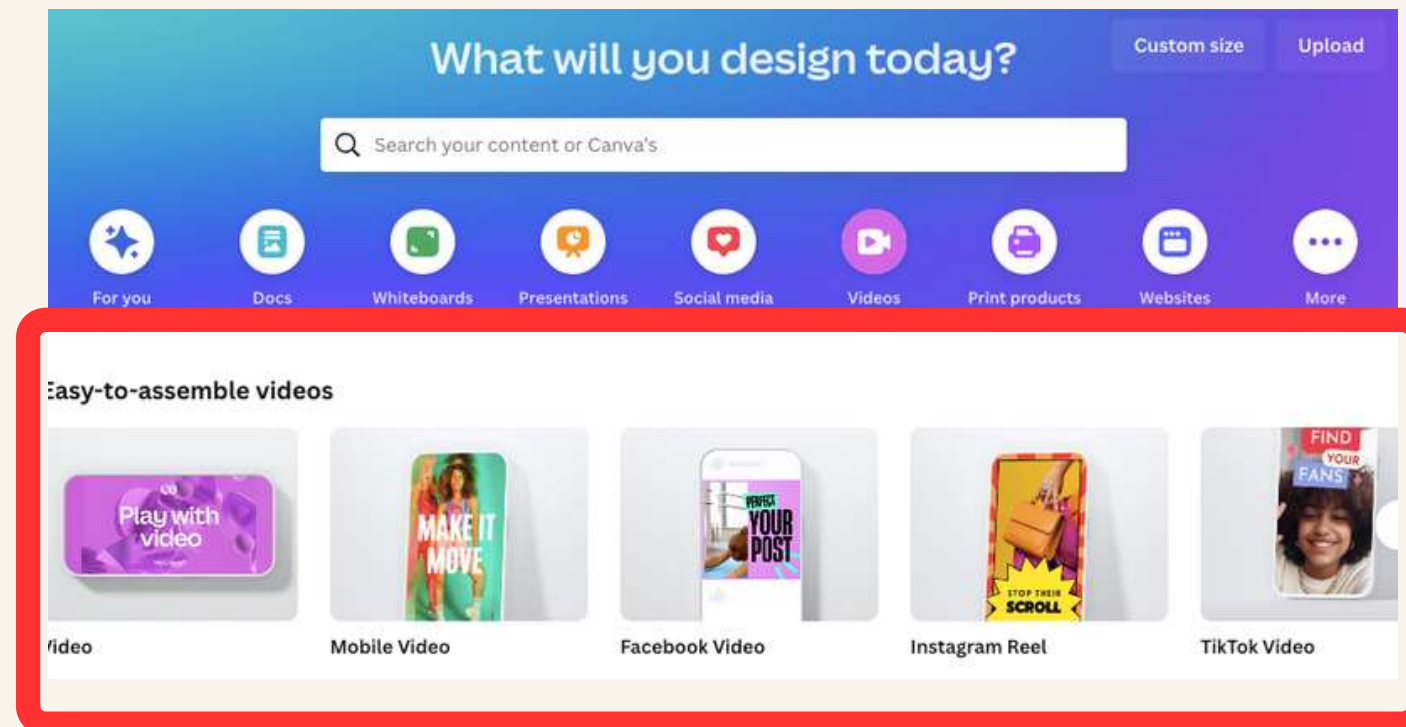 What will you design today?
Custom size
Upload
Search your content or Canva's
For you
Docs
Whiteboards
Presentations
Social media
Videos
Print products
Websites
More
Easy-to-assemble videos
Play with
video
MAKE IT
MOVE
PERFECT
YOUR
POST
STOP THEIR
SCROLL
FIND
YOUR
FANS
Video
Mobile Video
Facebook Video
Instagram Reel
TikTok Video